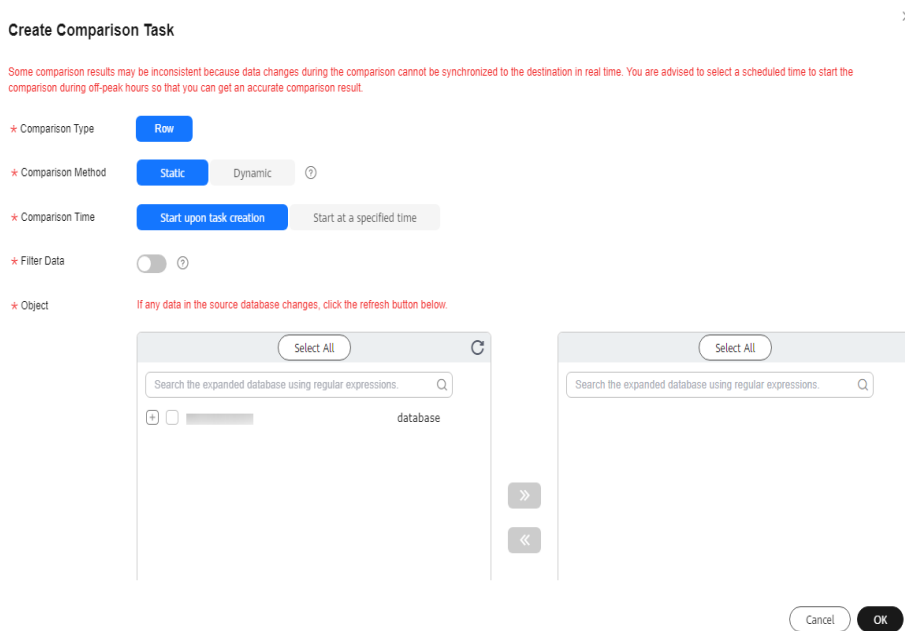 Create Comparison Task
Some comparison results may be inconsistent because data changes during the comparison cannot be synchronized to the destination in real time. You are advised to select a scheduled time to start the
comparison during off-peak hours so that you can get an accurate comparison result.
* Comparison Type Row
* Comparison Method Static Dynamic ?
* Comparison Time Start upon task creation Start at a specified time
* Filter Data ?
* Object If any data in the source database changes, click the refresh button below.
Select All Select All
Search the expanded database using regular expressions. Search the expanded database using regular expressions.
database
Cancel OK